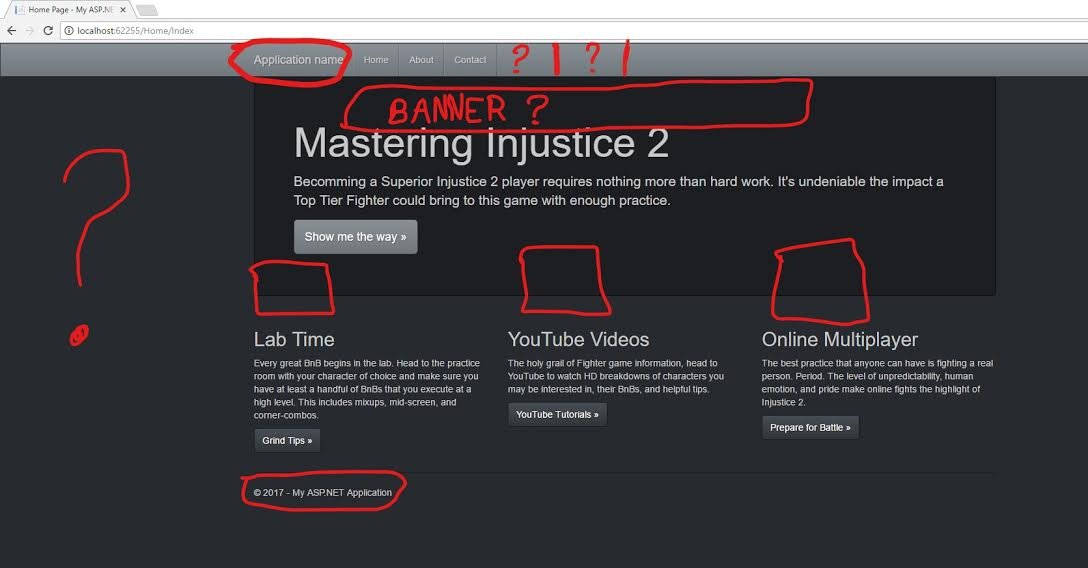 Home Page - My ASP.NE
localhost:62255/Home/Index
Application name Home About Contact ? | ? |
BANNER ?
Mastering Injustice 2
Becomming a Superior Injustice 2 player requires nothing more than hard work. It's undeniable the impact a
Top Tier Fighter could bring to this game with enough practice.
Show me the way »
?
Lab Time
Every great BnB begins in the lab. Head to the practice
room with your character of choice and make sure you
have at least a handful of BnBs that you execute at a
high level. This includes mixups, mid-screen, and
corner-combos.
Grind Tips »
YouTube Videos
The holy grail of Fighter game information, head to
YouTube to watch HD breakdowns of characters you
may be interested in, their BnBs, and helpful tips.
YouTube Tutorials »
Online Multiplayer
The best practice that anyone can have is fighting a real
person. Period. The level of unpredictability, human
emotion, and pride make online fights the highlight of
Injustice 2.
Prepare for Battle »
© 2017 - My ASP.NET Application